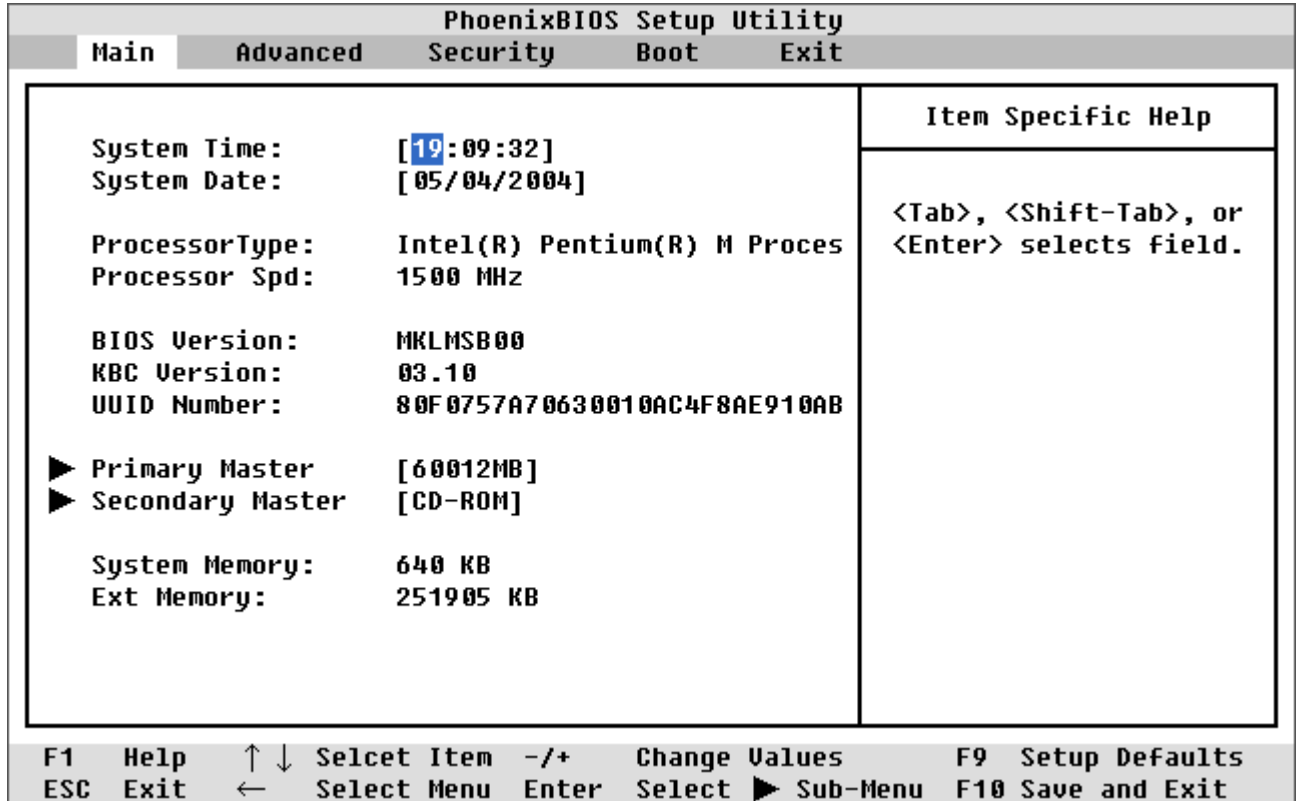 PhoenixBIOS Setup Utility
Main Advanced Security Boot Exit
System Time: [19:09:32]
System Date: [05/04/2004]
ProcessorType: Intel(R) Pentium(R) M Proces
Processor Spd: 1500 MHz
BIOS Version: MKLMSB00
KBC Version: 03.10
UUID Number: 80F0757A70630010AC4F8AE910AB
▶ Primary Master [60012MB]
▶ Secondary Master [CD-ROM]
System Memory: 640 KB
Ext Memory: 251905 KB
Item Specific Help
<Tab>, <Shift-Tab>, or
<Enter> selects field.
F1 Help ↑ ↓ Selcet Item -/+ Change Values F9 Setup Defaults
ESC Exit ← Select Menu Enter Select ▶ Sub-Menu F10 Save and Exit